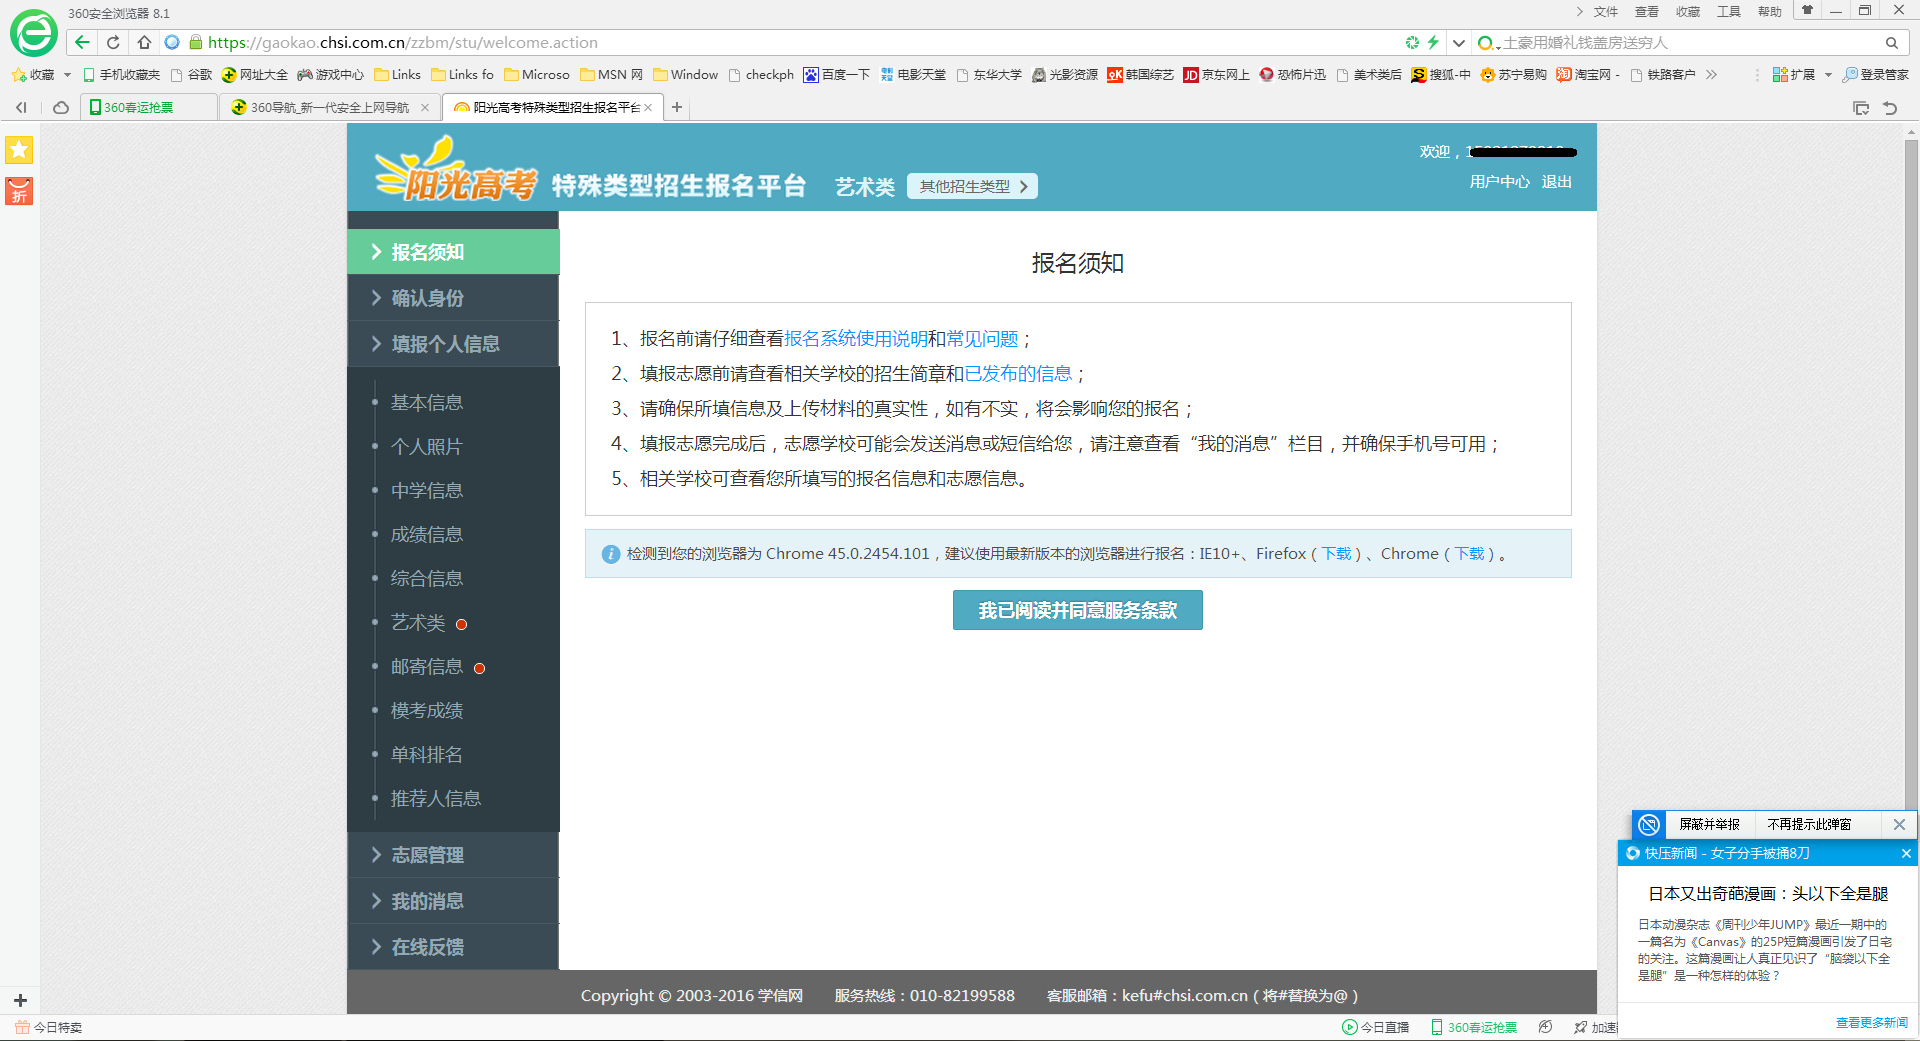 360安全浏览器 8.1
文件 查看 收藏 工具 帮助
https://gaokao.chsi.com.cn/zzbm/stu/welcome.action
土豪用婚礼钱盖房送穷人
收藏 手机收藏夹 谷歌 网址大全 游戏中心 Links Links fo Microso MSN 网 Window checkph 百度一下 电影天堂 东华大学 光影资源 韩国综艺 京东网上 恐怖片迅 美术类后 搜狐-中 苏宁易购 淘宝网 - 铁路客户 扩展 登录管家
360春运抢票 360导航_新一代安全上网导航 阳光高考特殊类型招生报名平台
折
阳光高考 特殊类型招生报名平台 艺术类 其他招生类型
欢迎，
用户中心 退出
报名须知
确认身份
填报个人信息
基本信息
个人照片
中学信息
成绩信息
综合信息
艺术类
邮寄信息
模考成绩
单科排名
推荐人信息
志愿管理
我的消息
在线反馈
报名须知
1、报名前请仔细查看报名系统使用说明和常见问题；
2、填报志愿前请查看相关学校的招生简章和已发布的信息；
3、请确保所填信息及上传材料的真实性，如有不实，将会影响您的报名；
4、填报志愿完成后，志愿学校可能会发送消息或短信给您，请注意查看“我的消息”栏目，并确保手机号可用；
5、相关学校可查看您所填写的报名信息和志愿信息。
检测到您的浏览器为 Chrome 45.0.2454.101，建议使用最新版本的浏览器进行报名：IE10+、Firefox（下载）、Chrome（下载）。
我已阅读并同意服务条款
Copyright © 2003-2016 学信网 服务热线：010-82199588 客服邮箱：kefu#chsi.com.cn（将#替换为@）
屏蔽并举报 不再提示此弹窗
快压新闻 - 女子分手被捅8刀
日本又出奇葩漫画：头以下全是腿
日本动漫杂志《周刊少年JUMP》最近一期中的
一篇名为《Canvas》的25P短篇漫画引发了日宅
的关注。这篇漫画让人真正见识了“脑袋以下全
是腿”是一种怎样的体验？
查看更多新闻
今日特卖
今日直播 360春运抢票 加速